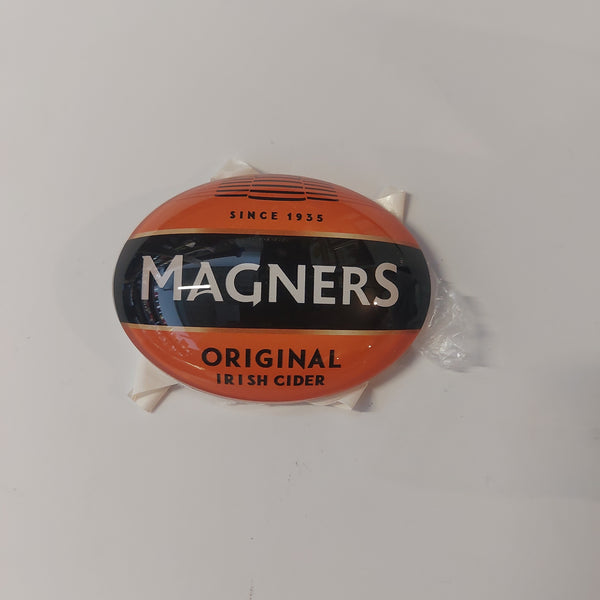 SINCE 1935
MAGNERS
ORIGINAL
IRISH CIDER